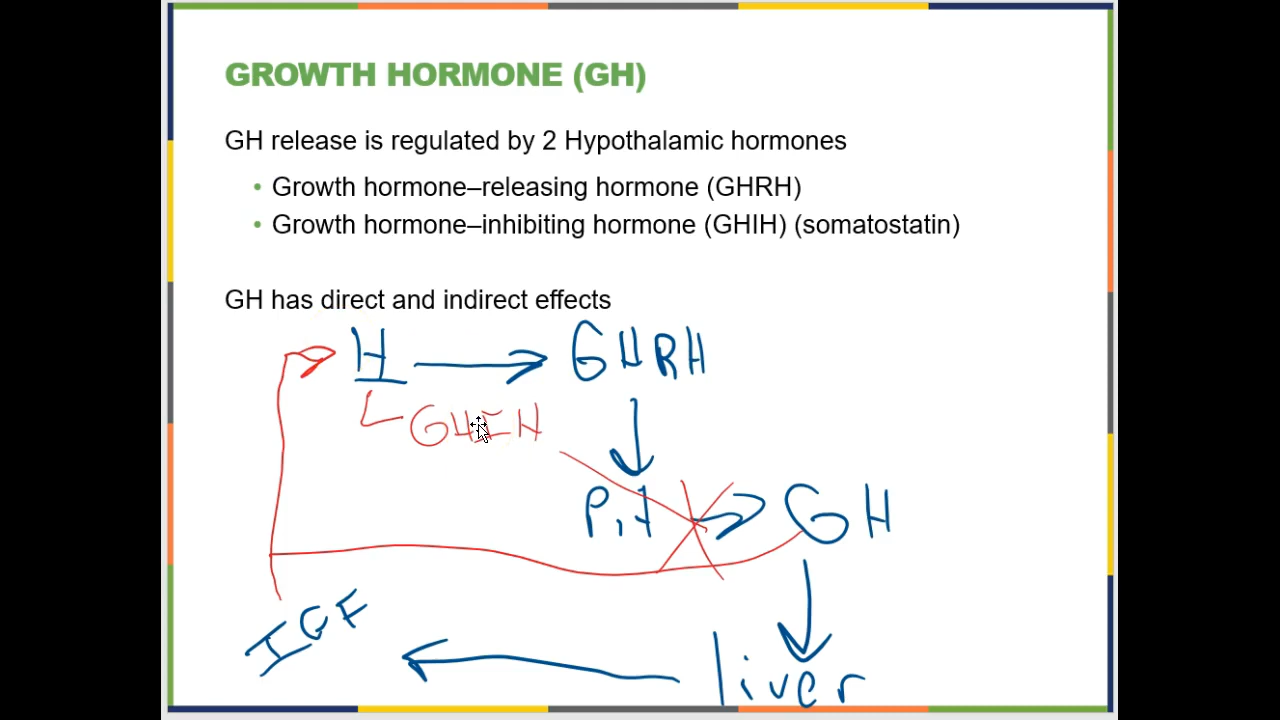 GROWTH HORMONE (GH)
GH release is regulated by 2 Hypothalamic hormones
• Growth hormone–releasing hormone (GHRH)
• Growth hormone–inhibiting hormone (GHIH) (somatostatin)
GH has direct and indirect effects
H GHRH
GHIH
Pit GH
IGF
liver